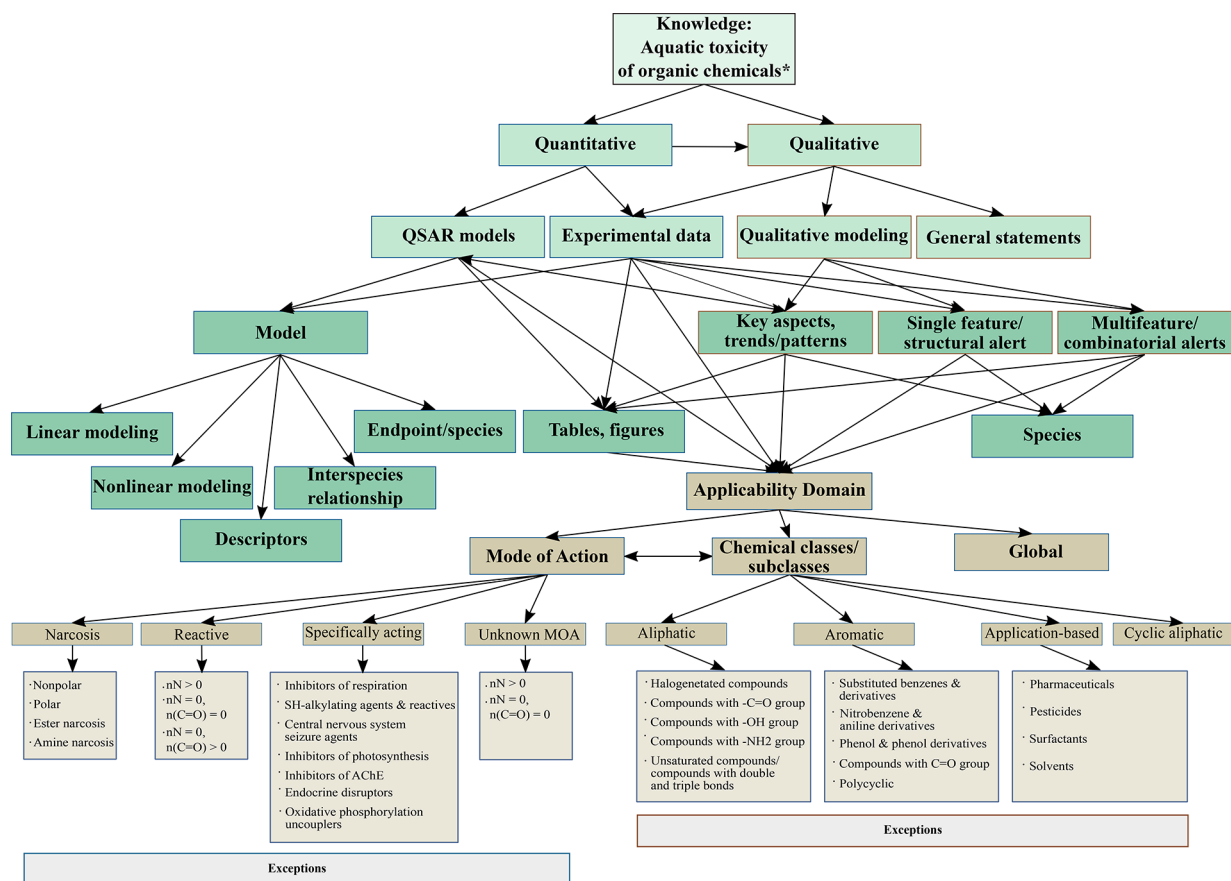 Knowledge:
Aquatic toxicity
of organic chemicals*
Quantitative
Qualitative
QSAR models
Experimental data
Qualitative modeling
General statements
Model
Key aspects,
trends/patterns
Single feature/
structural alert
Multifeature/
combinatorial alerts
Linear modeling
Endpoint/species
Tables, figures
Species
Nonlinear modeling
Interspecies
relationship
Descriptors
Applicability Domain
Mode of Action
Chemical classes/
subclasses
Global
Narcosis
Reactive
Specifically acting
Unknown MOA
Aliphatic
Aromatic
Application-based
Cyclic aliphatic
·Nonpolar
·Polar
·Ester narcosis
·Amine narcosis
.nN > 0
·nN = 0,
n(C=O) = 0
·nN = 0,
n(C=O) > 0
· Inhibitors of respiration
· SH-alkylating agents & reactives
· Central nervous system
seizure agents
· Inhibitors of photosynthesis
· Inhibitors of AChE
· Endocrine disruptors
· Oxidative phosphorylation
uncouplers
.nN > 0
.nN = 0,
n(C=O) = 0
·Halogenetated compounds
·Compounds with -C=O group
·Compounds with -OH group
·Compounds with -NH2 group
·Unsaturated compounds/
compounds with double
and triple bonds
· Substituted benzenes &
derivatives
· Nitrobenzene &
aniline derivatives
· Phenol & phenol derivatives
· Compounds with C=O group
· Polycyclic
· Pharmaceuticals
· Pesticides
· Surfactants
· Solvents
Exceptions
Exceptions